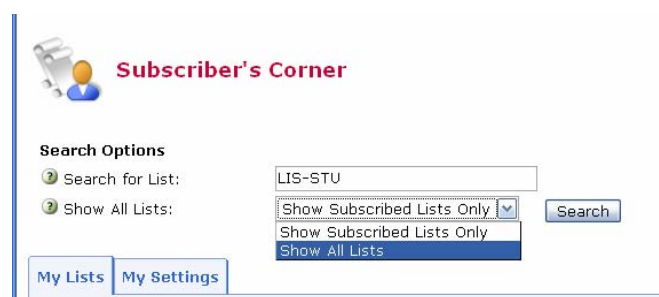 Subscriber's Corner
Search Options
? Search for List: LIS-STU
? Show All Lists: Show Subscribed Lists Only Search
Show Subscribed Lists Only
Show All Lists
My Lists My Settings